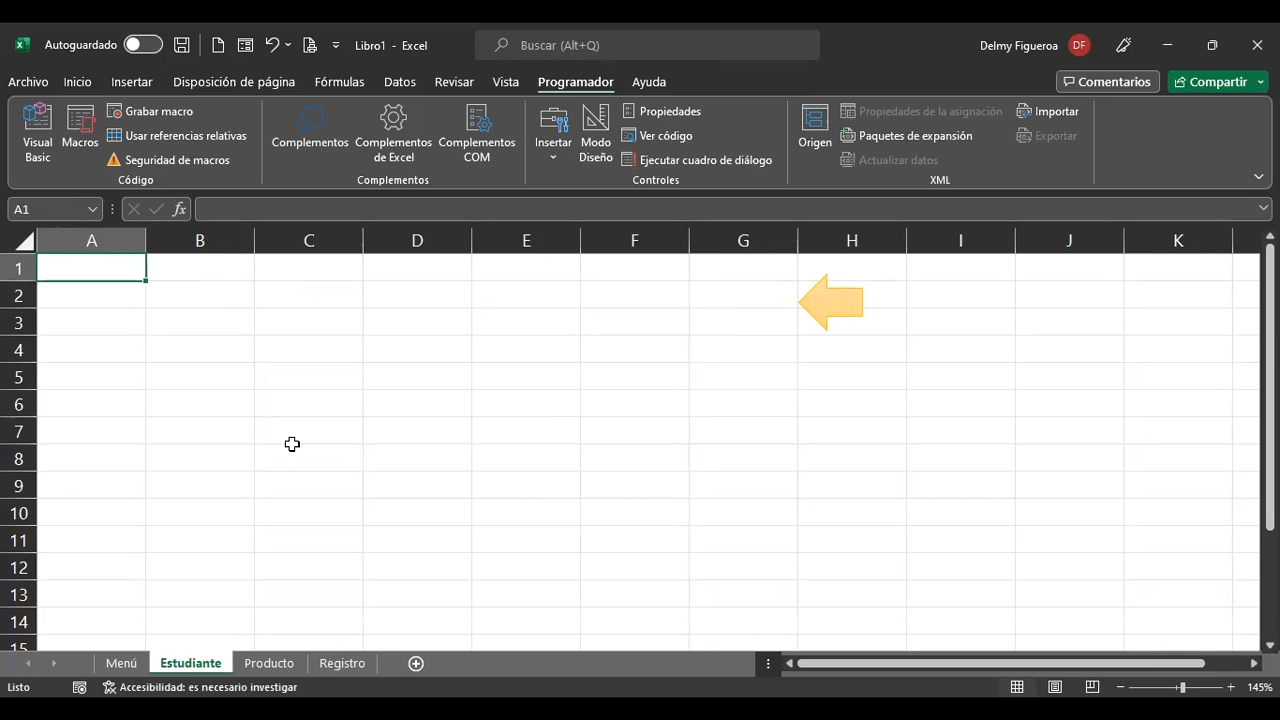 Autoguardado Libro1 - Excel Buscar (Alt+Q) Delmy Figueroa DF
Archivo Inicio Insertar Disposición de página Fórmulas Datos Revisar Vista Programador Ayuda Comentarios Compartir
Visual Basic
Macros
Grabar macro
Usar referencias relativas
Seguridad de macros
Código
Complementos
Complementos de Excel
Complementos COM
Complementos
Insertar
Modo Diseño
Propiedades
Ver código
Ejecutar cuadro de diálogo
Controles
Origen
Propiedades de la asignación
Paquetes de expansión
Actualizar datos
Importar
Exportar
XML
A1 fx
A B C D E F G H I J K
1
2
3
4
5
6
7
8
9
10
11
12
13
14
15
Menú Estudiante Producto Registro
Listo Accesibilidad: es necesario investigar 145%